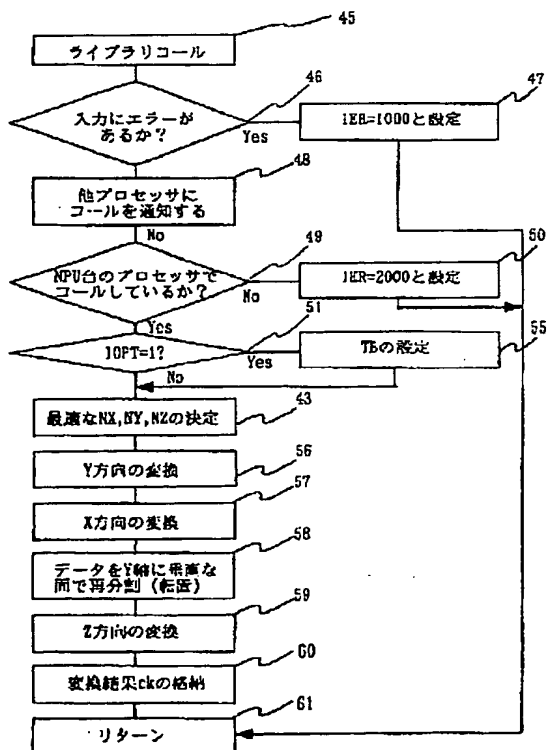 45
ライブラリコール
46
47
入力にエラーが
あるか?
Yes
IER=1000と設定
48
他プロセッサに
コールを通知する
No
49
50
NPU台のプロセッサで
コールしているか?
No
IER=2000と設定
51
Yes
55
IOPT=1?
Yes
TBの設定
No
43
最適なNX,NY,NZの決定
56
Y方向の変換
57
X方向の変換
58
データをY軸に垂直な
面で再分割(転置)
59
Z方向の変換
60
変換結果ckの格納
61
リターン